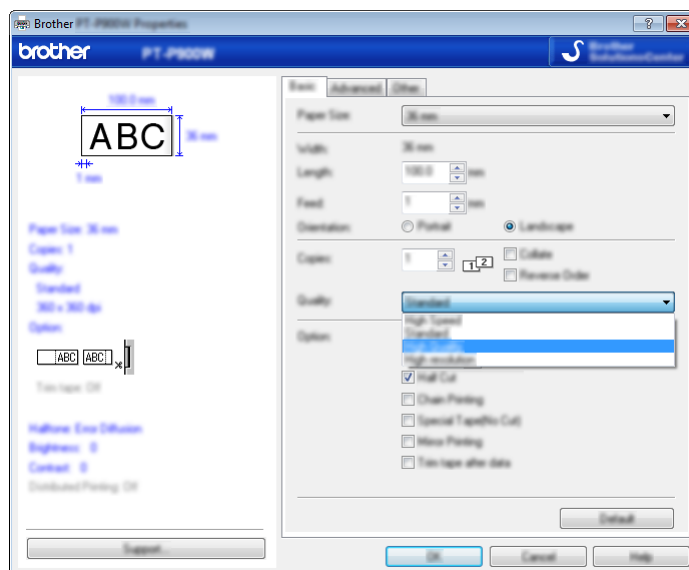 Brother PT-P900W Properties
brother PT-P900W
Brother
SolutionsCenter
100.0 mm
ABC
36 mm
1 mm
Paper Size: 36 mm
Copies: 1
Quality:
Standard
360 x 360 dpi
Option:
ABC ABC
Trim tape: Off
Halftone: Error Diffusion
Brightness: 0
Contrast: 0
Distributed Printing: Off
Support...
Basic Advanced Other
Paper Size: 36 mm
Width: 36 mm
Length: 100.0 mm
Feed: 1 mm
Orientation: Portrait Landscape
Copies: 1 1 2 Collate
Reverse Order
Quality: Standard
High Speed
Standard
High Quality
High resolution
Option:
Half Cut
Chain Printing
Special Tape(No Cut)
Mirror Printing
Trim tape after data
Default
OK Cancel Help